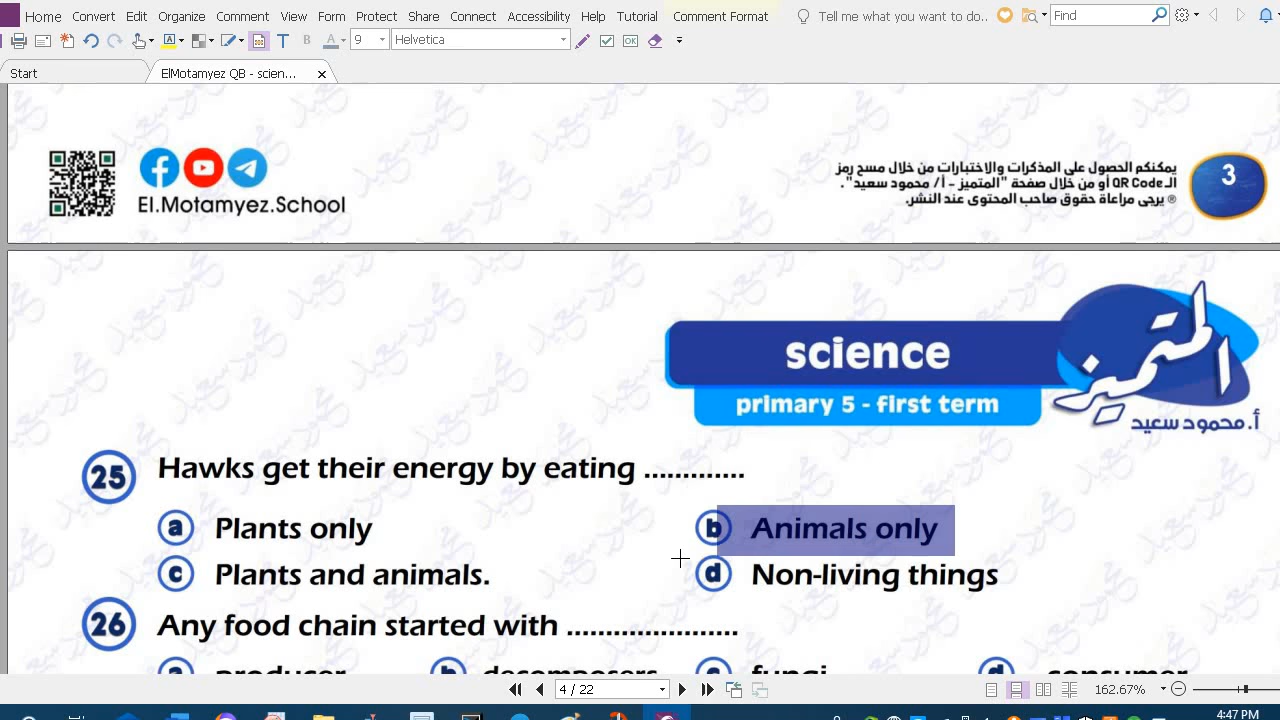 Home Convert Edit Organize Comment View Form Protect Share Connect Accessibility Help Tutorial Comment Format Tell me what you want to do.. Find
9 Helvetica
Start ElMotamyez QB - scien...
El.Motamyez.School
يمكنكم الحصول على المذكرات والاختبارات من خلال مسح رمز
الـ QR Code أو من خلال صفحة "المتميز - أ/ محمود سعيد".
® يرجى مراعاة حقوق صاحب المحتوى عند النشر.
3
science
primary 5 - first term
المتميز
أ. محمود سعيد
25 Hawks get their energy by eating .............
a Plants only b Animals only
c Plants and animals. d Non-living things
26 Any food chain started with ......................
a producer b decomposers c fungi d consumer
4 / 22 162.67%
4:47 PM